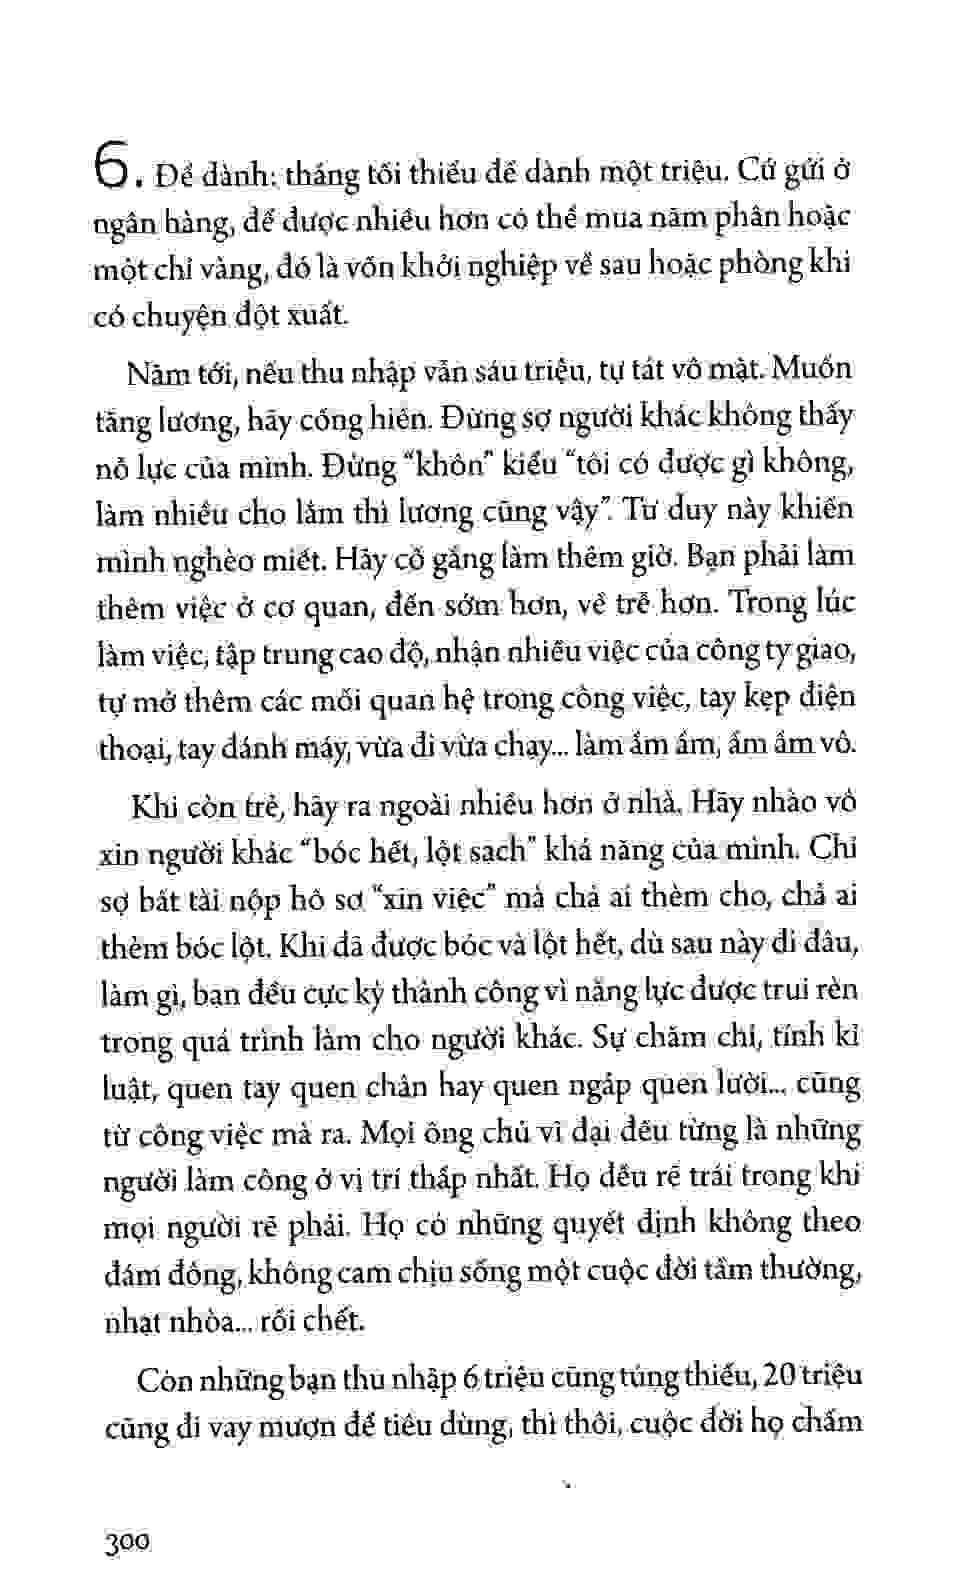 6. Để dành: tháng tối thiểu để dành một triệu. Cứ gửi ở
ngân hàng, để được nhiều hơn có thể mua năm phân hoặc
một chỉ vàng, đó là vốn khởi nghiệp về sau hoặc phòng khi
có chuyện đột xuất.
Năm tới, nếu thu nhập vẫn sáu triệu, tự tát vô mặt. Muốn
tăng lương, hãy cống hiến. Đừng sợ người khác không thấy
nỗ lực của mình. Đừng “khôn” kiểu “tôi có được gì không,
làm nhiều cho lắm thì lương cũng vậy”. Tư duy này khiến
mình nghèo miết. Hãy cố gắng làm thêm giờ. Bạn phải làm
thêm việc ở cơ quan, đến sớm hơn, về trễ hơn. Trong lúc
làm việc, tập trung cao độ, nhận nhiều việc của công ty giao,
tự mở thêm các mối quan hệ trong công việc, tay kẹp điện
thoại, tay đánh máy, vừa đi vừa chạy... làm ầm ầm, ầm ầm vô.
Khi còn trẻ, hãy ra ngoài nhiều hơn ở nhà. Hãy nhào vô
xin người khác “bóc hết, lột sạch” khả năng của mình. Chỉ
sợ bất tài nộp hồ sơ “xin việc” mà chả ai thèm cho, chả ai
thèm bóc lột. Khi đã được bóc và lột hết, dù sau này đi đâu,
làm gì, bạn đều cực kỳ thành công vì năng lực được trui rèn
trong quá trình làm cho người khác. Sự chăm chỉ, tính kỉ
luật, quen tay quen chân hay quen ngáp quen lười... cũng
từ công việc mà ra. Mọi ông chủ vĩ đại đều từng là những
người làm công ở vị trí thấp nhất. Họ đều rẽ trái trong khi
mọi người rẽ phải. Họ có những quyết định không theo
đám đông, không cam chịu sống một cuộc đời tầm thường,
nhạt nhòa... rồi chết.
Còn những bạn thu nhập 6 triệu cũng túng thiếu, 20 triệu
cũng đi vay mượn để tiêu dùng, thì thôi, cuộc đời họ chấm
300